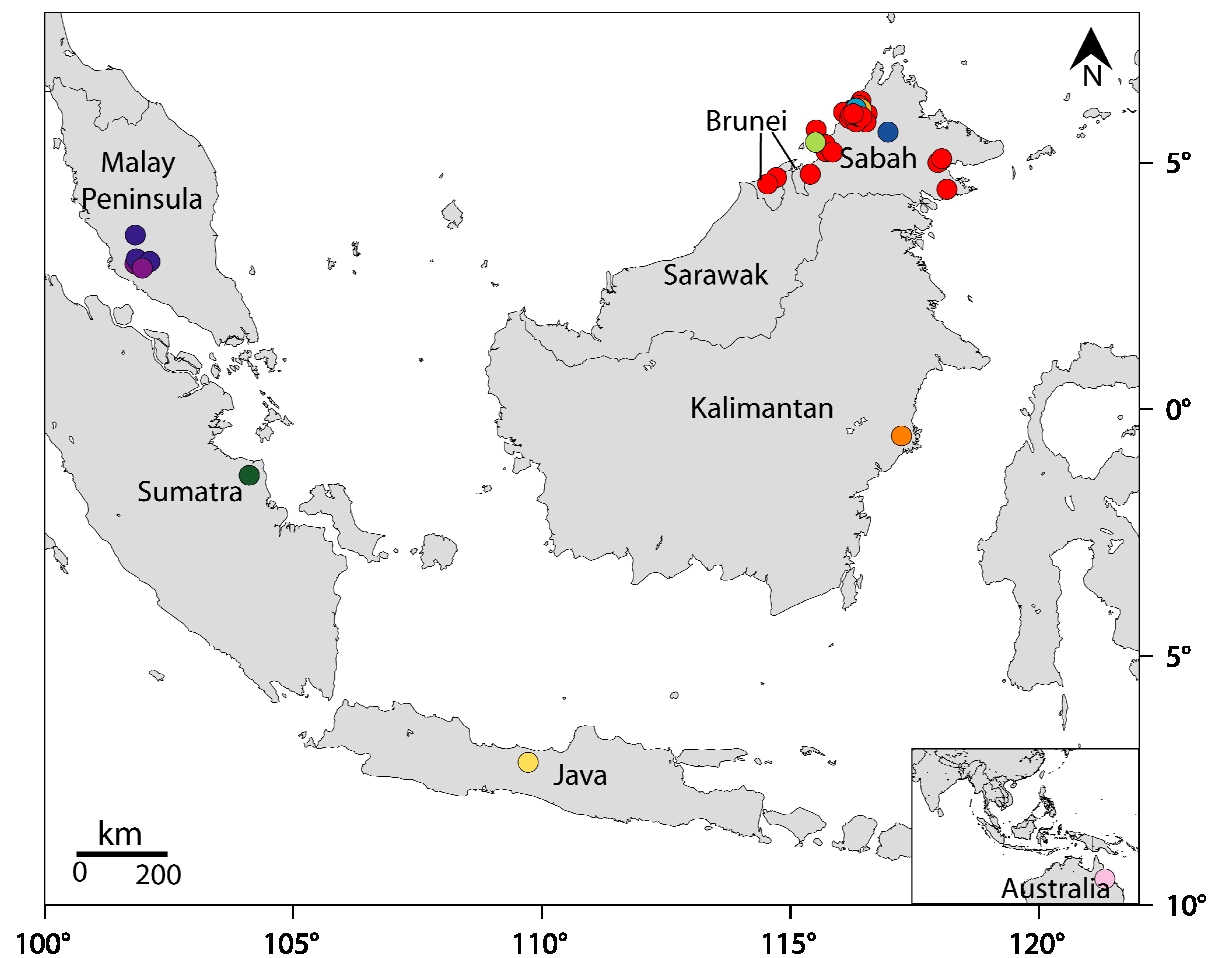 N
Brunei
Malay
Peninsula
Sabah
5°
Sarawak
Kalimantan
0°
Sumatra
5°
Java
km
0 200
Australia
10°
100° 105° 110° 115° 120°